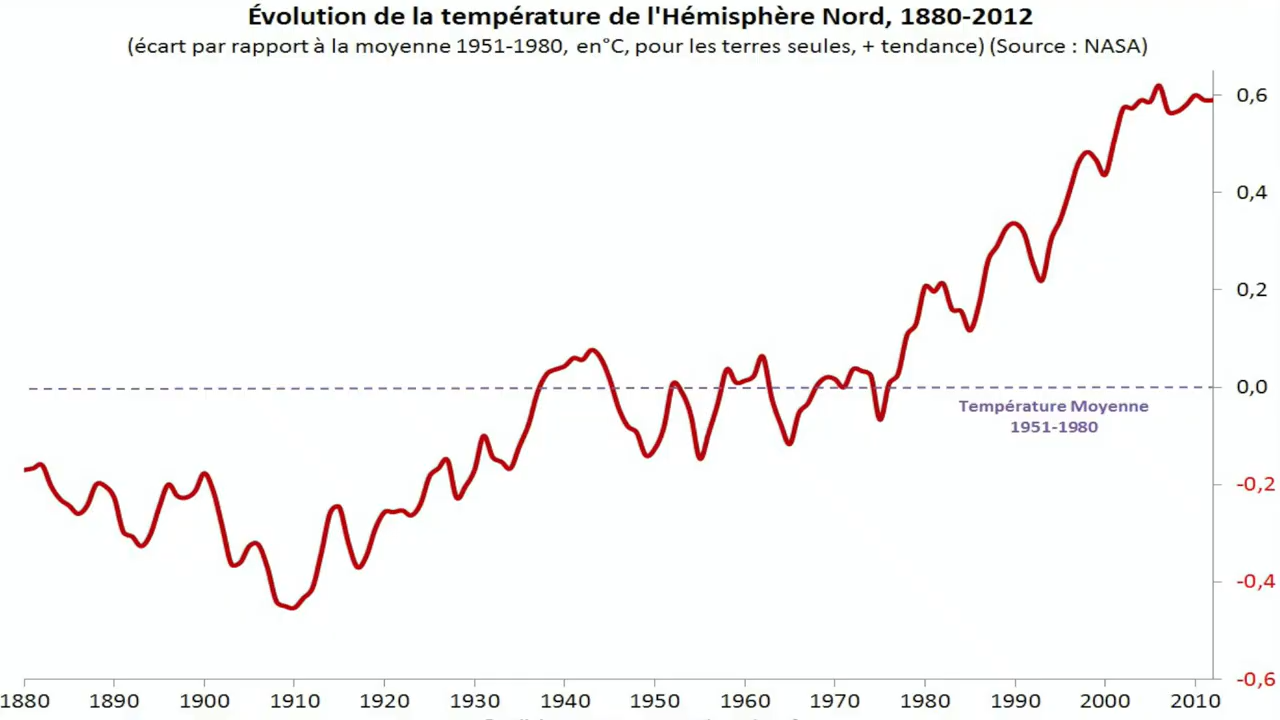 Évolution de la température de l'Hémisphère Nord, 1880-2012
(écart par rapport à la moyenne 1951-1980, en°C, pour les terres seules, + tendance) (Source : NASA)
0,6
0,4
0,2
0,0
Température Moyenne
1951-1980
-0,2
-0,4
-0,6
1880 1890 1900 1910 1920 1930 1940 1950 1960 1970 1980 1990 2000 2010